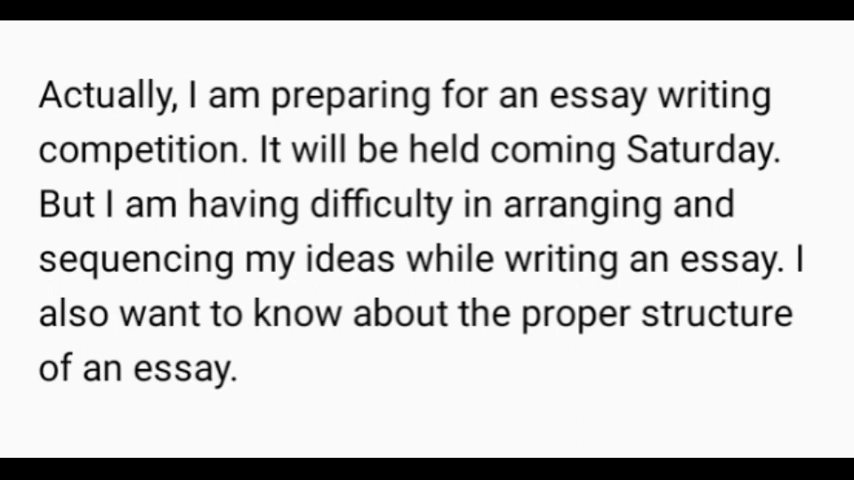 Actually, I am preparing for an essay writing
competition. It will be held coming Saturday.
But I am having difficulty in arranging and
sequencing my ideas while writing an essay. I
also want to know about the proper structure
of an essay.